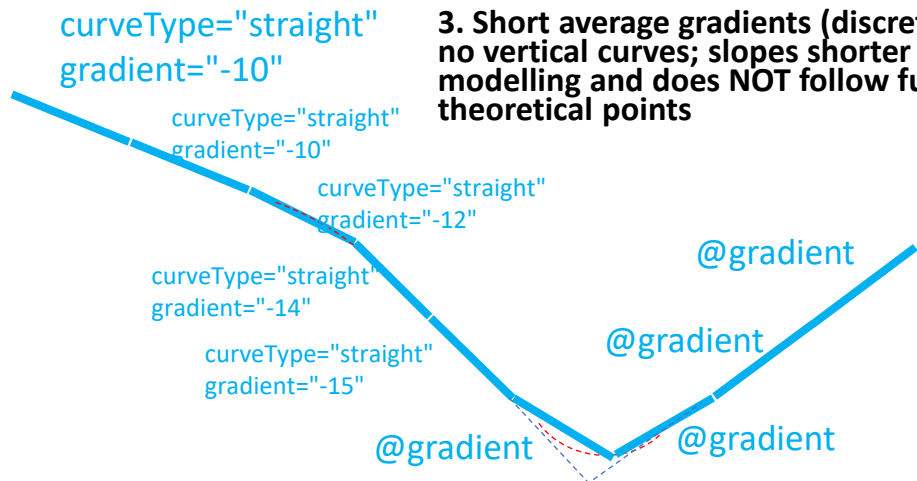 curveType="straight"
gradient="-10"
3. Short average gradients (discre
no vertical curves; slopes shorter
modelling and does NOT follow fu
theoretical points
curveType="straight"
gradient="-10"
curveType="straight"
gradient="-12"
curveType="straight"
gradient="-14"
curveType="straight"
gradient="-15"
@gradient
@gradient
@gradient
@gradient